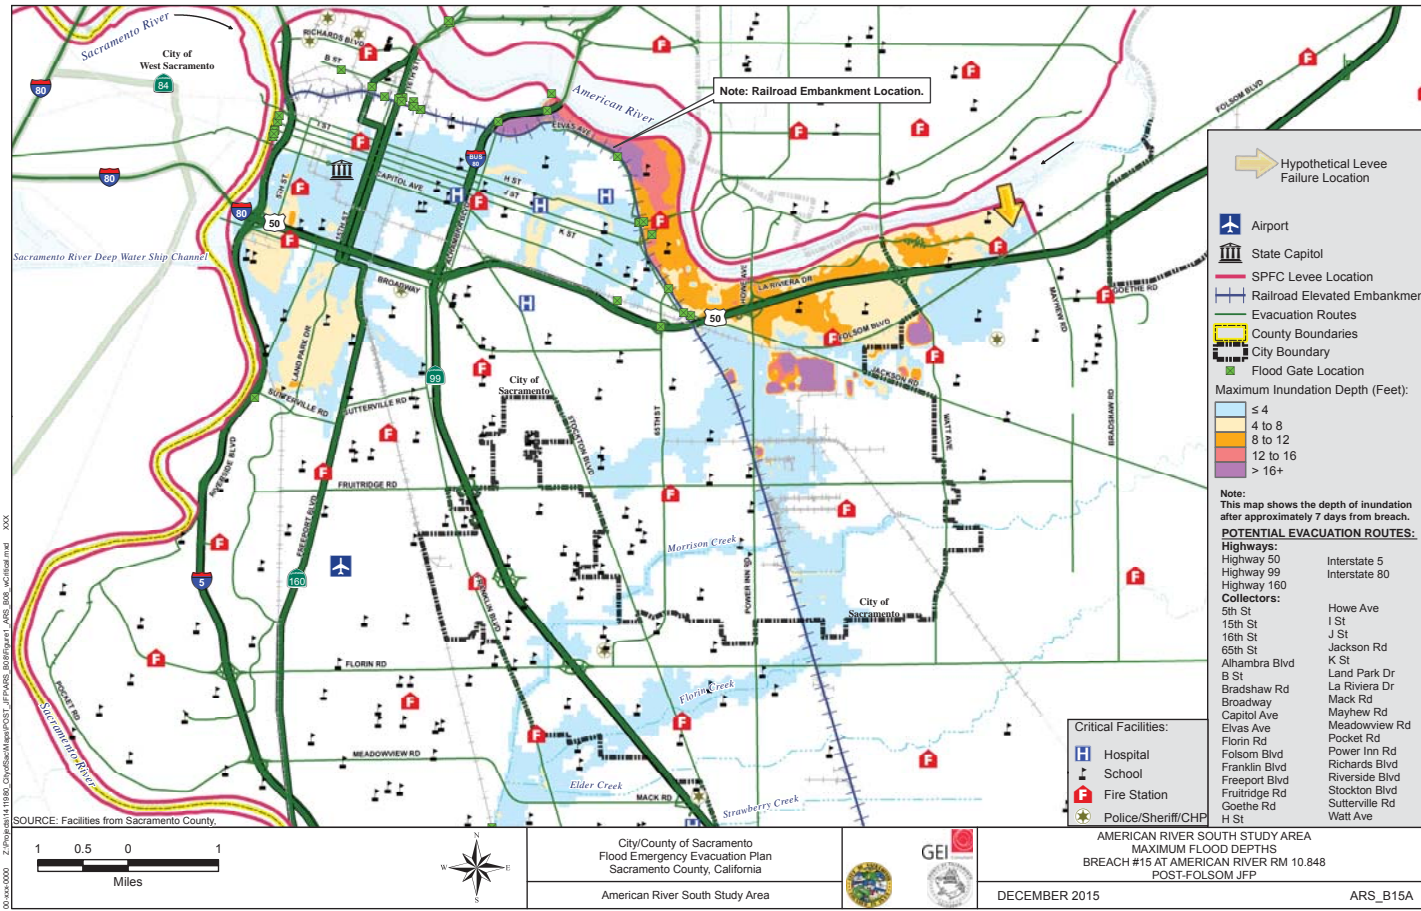 Sacramento River
City of
West Sacramento
84
80
80
80
RICHARDS BLVD
B ST
16TH ST
I ST
5TH ST
CAPITOL AVE
15TH ST
H ST
J ST
K ST
ALHAMBRA BLVD
BUS
80
ELVAS AVE
American River
Note: Railroad Embankment Location.
FOLSOM BLVD
50
Sacramento River Deep Water Ship Channel
BROADWAY
LAND PARK DR
HOWE AVE
LA RIVIERA DR
50
FOLSOM BLVD
MAYHEW RD
GOETHE RD
JACKSON RD
99
City of
Sacramento
SUTTERVILLE RD
SUTTERVILLE RD
STOCKTON BLVD
65TH ST
WATT AVE
BRADSHAW RD
RIVERSIDE BLVD
FRUITRIDGE RD
FREEPORT BLVD
Morrison Creek
5
160
FRANKLIN BLVD
POWER INN RD
City of
Sacramento
FLORIN RD
POCKET RD
Florin Creek
Sacramento River
MEADOWVIEW RD
Elder Creek
MACK RD
Strawberry Creek
SOURCE: Facilities from Sacramento County,
Hypothetical Levee
Failure Location
Airport
State Capitol
SPFC Levee Location
Railroad Elevated Embankmen
Evacuation Routes
County Boundaries
City Boundary
Flood Gate Location
Maximum Inundation Depth (Feet):
≤ 4
4 to 8
8 to 12
12 to 16
> 16+
Note:
This map shows the depth of inundation
after approximately 7 days from breach.
POTENTIAL EVACUATION ROUTES:
Highways:
Highway 50
Highway 99
Highway 160
Interstate 5
Interstate 80
Collectors:
5th St
15th St
16th St
65th St
Alhambra Blvd
B St
Bradshaw Rd
Broadway
Capitol Ave
Elvas Ave
Florin Rd
Folsom Blvd
Franklin Blvd
Freeport Blvd
Fruitridge Rd
Goethe Rd
H St
Howe Ave
I St
J St
Jackson Rd
K St
Land Park Dr
La Riviera Dr
Mack Rd
Mayhew Rd
Meadowview Rd
Pocket Rd
Power Inn Rd
Richards Blvd
Riverside Blvd
Stockton Blvd
Sutterville Rd
Watt Ave
Critical Facilities:
H Hospital
School
F Fire Station
Police/Sheriff/CHP
1 0.5 0 1
Miles
N
W E
S
City/County of Sacramento
Flood Emergency Evacuation Plan
Sacramento County, California
American River South Study Area
GEI
AMERICAN RIVER SOUTH STUDY AREA
MAXIMUM FLOOD DEPTHS
BREACH #15 AT AMERICAN RIVER RM 10.848
POST-FOLSOM JFP
DECEMBER 2015
ARS_B15A